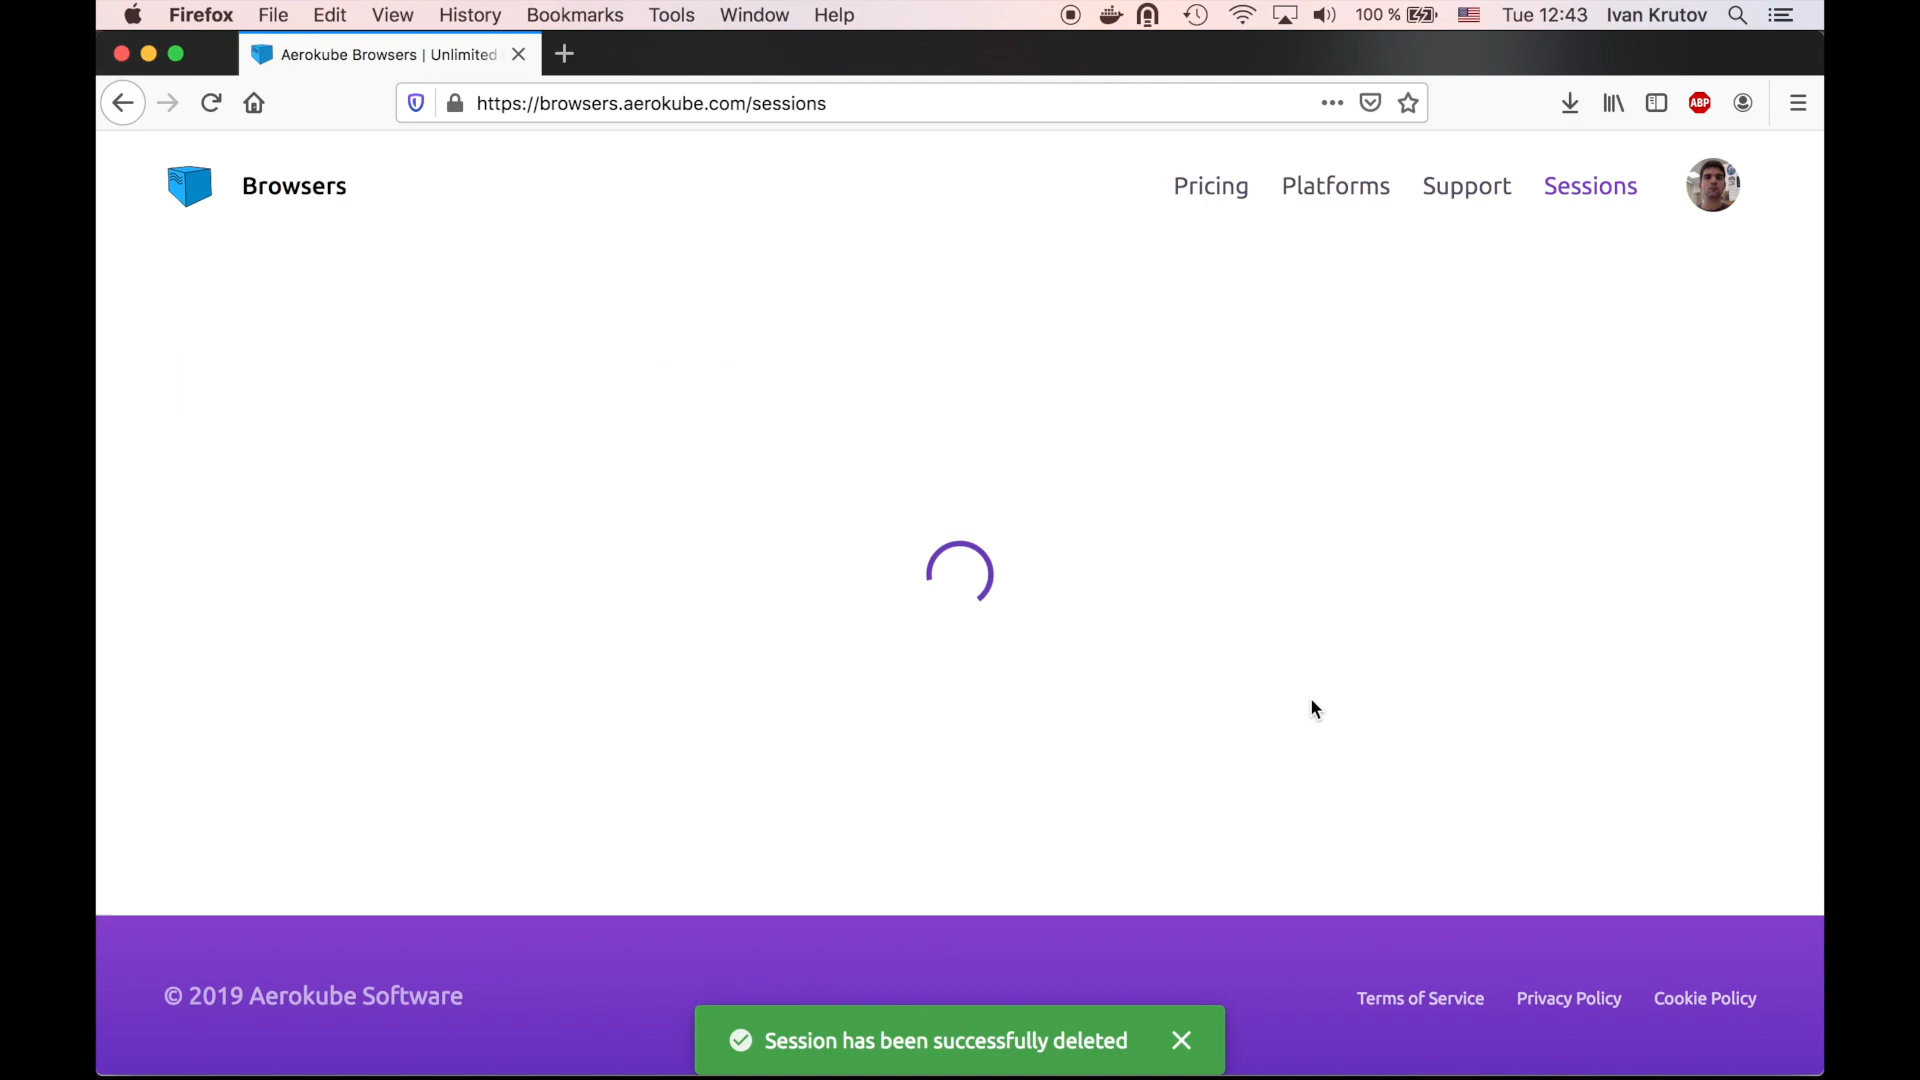 Firefox File Edit View History Bookmarks Tools Window Help 100 % Tue 12:43 Ivan Krutov
Aerokube Browsers | Unlimited
https://browsers.aerokube.com/sessions
ABP
Browsers Pricing Platforms Support Sessions
© 2019 Aerokube Software Terms of Service Privacy Policy Cookie Policy
Session has been successfully deleted